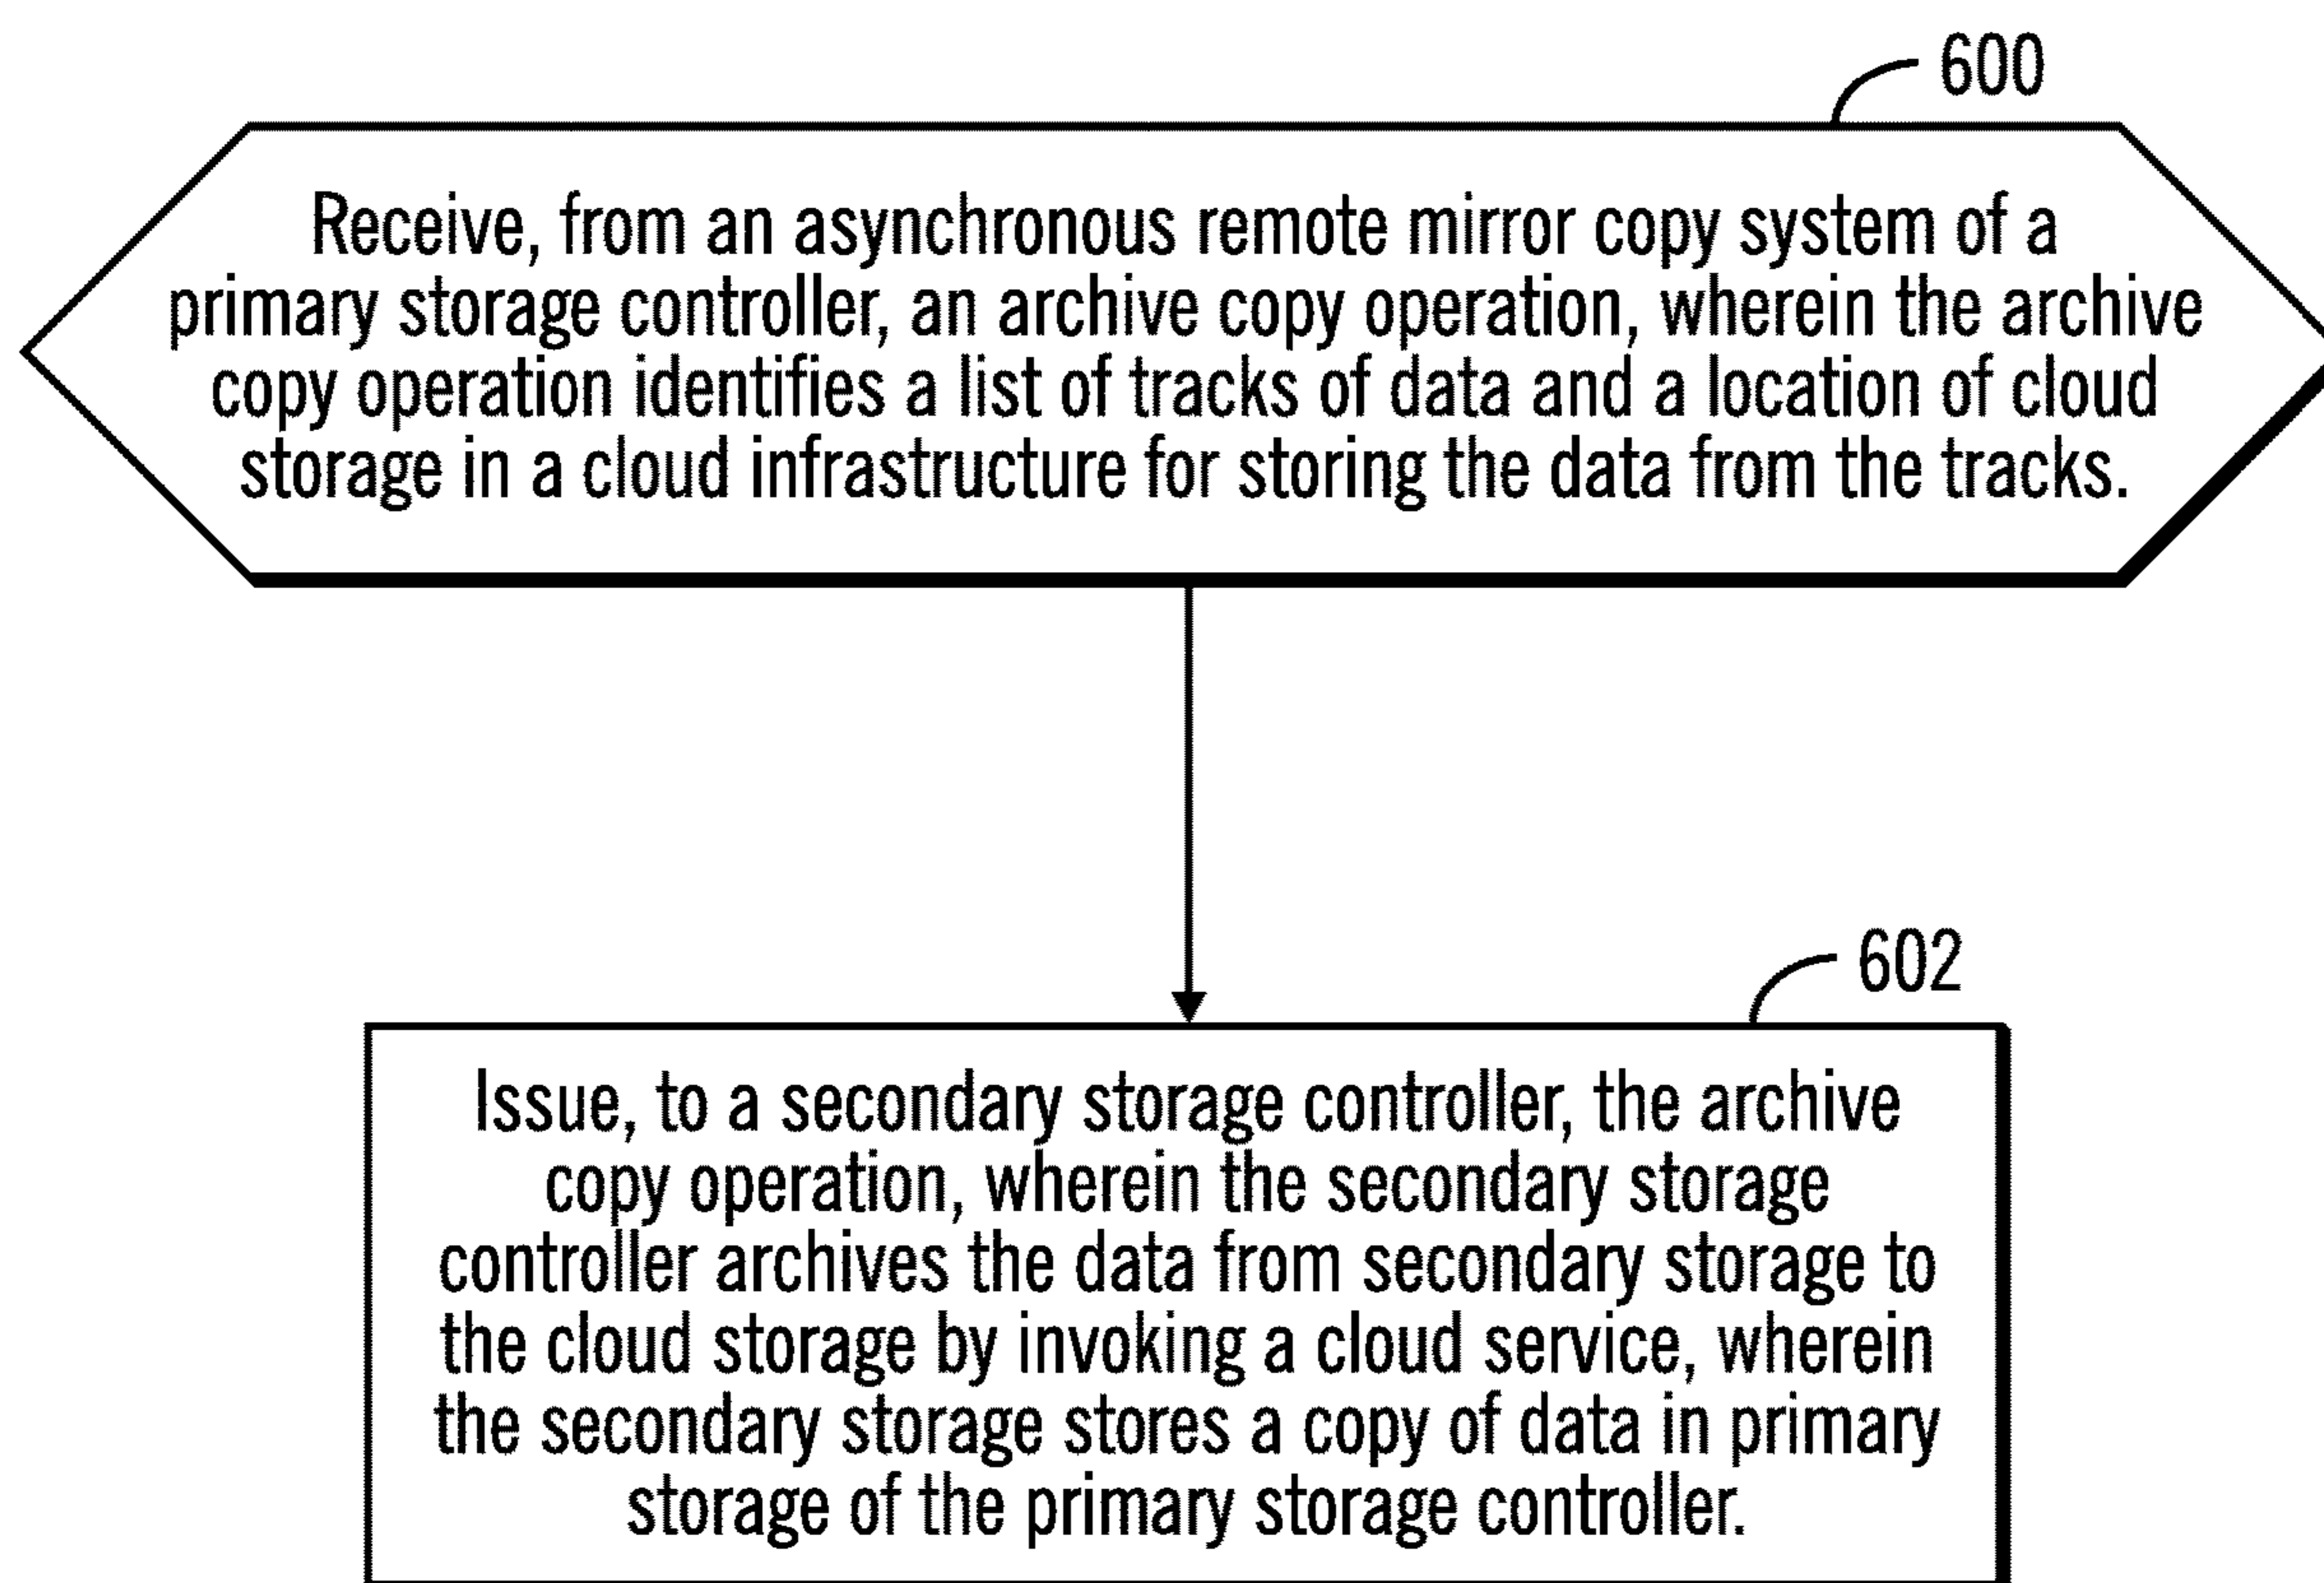 600
Receive, from an asynchronous remote mirror copy system of a
primary storage controller, an archive copy operation, wherein the archive
copy operation identifies a list of tracks of data and a location of cloud
storage in a cloud infrastructure for storing the data from the tracks.
602
Issue, to a secondary storage controller, the archive
copy operation, wherein the secondary storage
controller archives the data from secondary storage to
the cloud storage by invoking a cloud service, wherein
the secondary storage stores a copy of data in primary
storage of the primary storage controller.